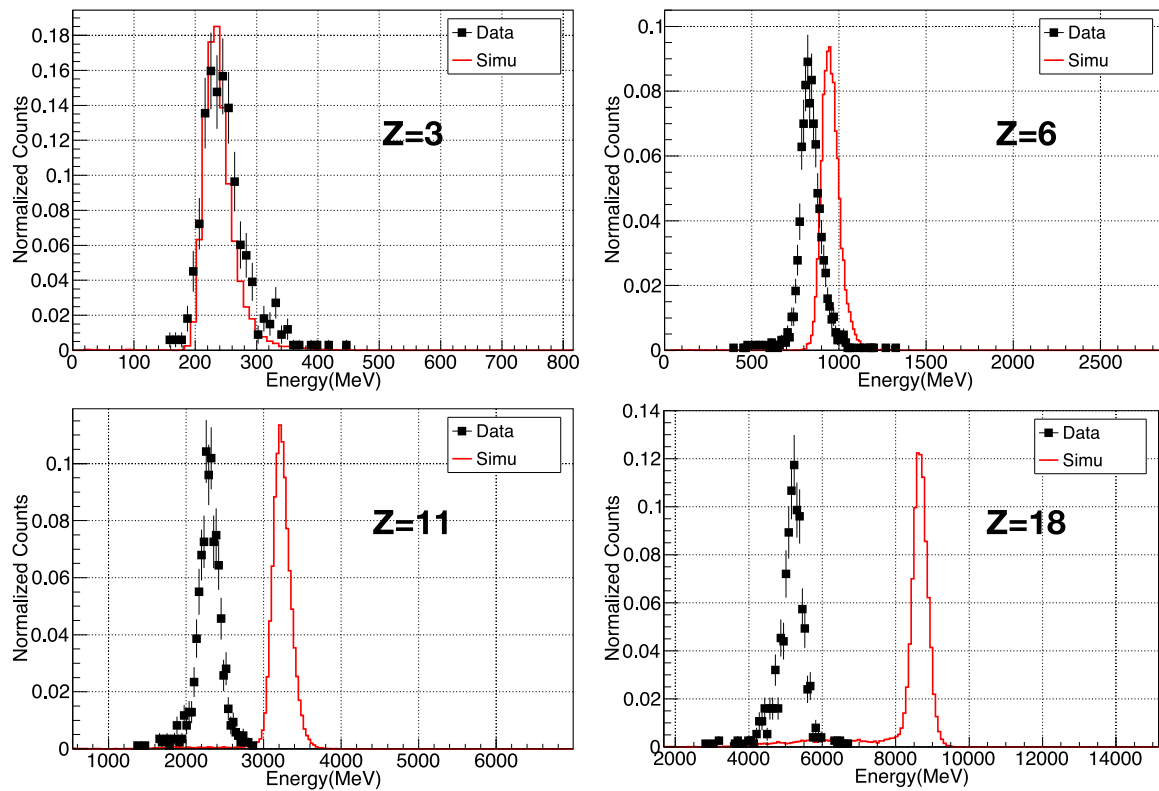 Normalized Counts
0.18
0.16
0.14
0.12
0.1
0.08
0.06
0.04
0.02
0
Data
Simu
Z=3
0 100 200 300 400 500 600 700 800
Energy(MeV)
Normalized Counts
0.1
0.08
0.06
0.04
0.02
0
Data
Simu
Z=6
0 500 1000 1500 2000 2500
Energy(MeV)
Normalized Counts
0.1
0.08
0.06
0.04
0.02
0
Data
Simu
Z=11
1000 2000 3000 4000 5000 6000
Energy(MeV)
Normalized Counts
0.14
0.12
0.1
0.08
0.06
0.04
0.02
0
Data
Simu
Z=18
2000 4000 6000 8000 10000 12000 14000
Energy(MeV)